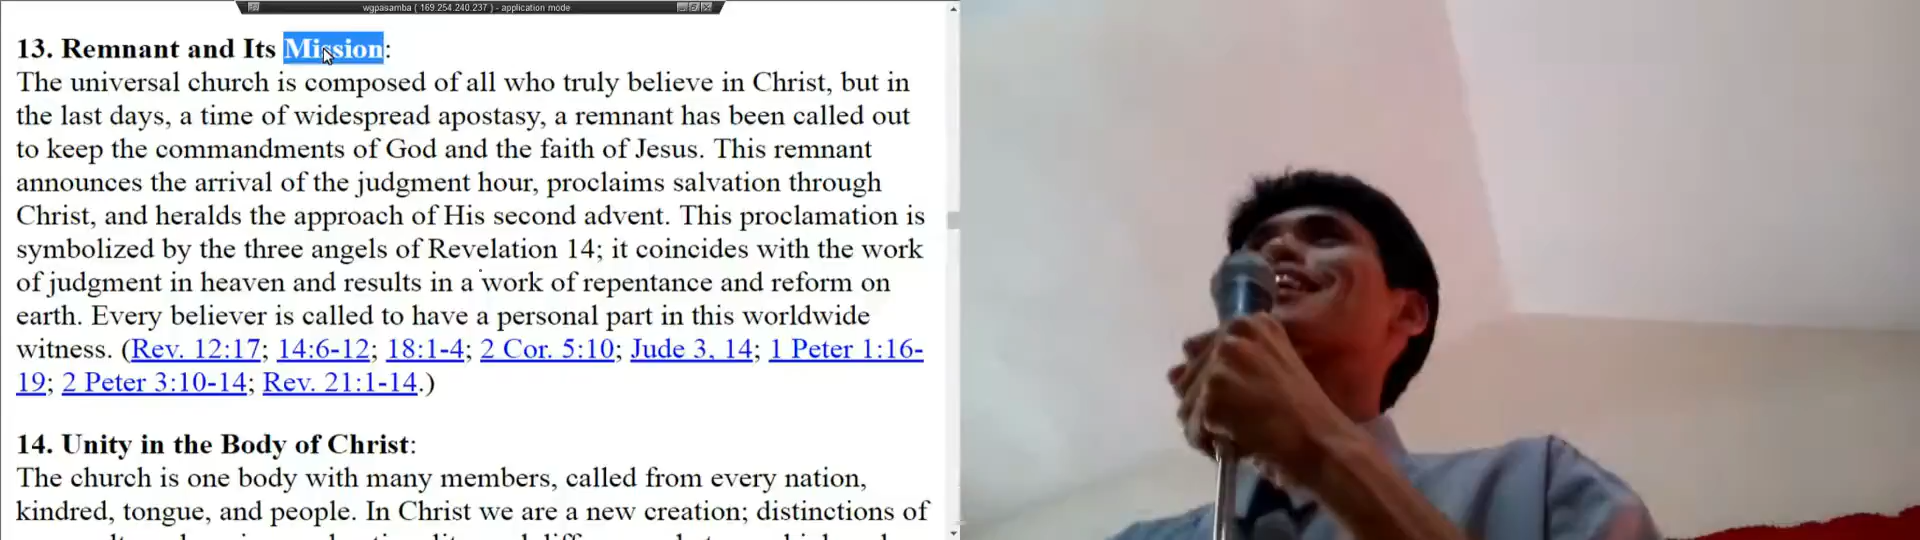 wgpasamba ( 169.254.240.237 ) - application mode
13. Remnant and Its Mission:
The universal church is composed of all who truly believe in Christ, but in
the last days, a time of widespread apostasy, a remnant has been called out
to keep the commandments of God and the faith of Jesus. This remnant
announces the arrival of the judgment hour, proclaims salvation through
Christ, and heralds the approach of His second advent. This proclamation is
symbolized by the three angels of Revelation 14; it coincides with the work
of judgment in heaven and results in a work of repentance and reform on
earth. Every believer is called to have a personal part in this worldwide
witness. (Rev. 12:17; 14:6-12; 18:1-4; 2 Cor. 5:10; Jude 3, 14; 1 Peter 1:16-
19; 2 Peter 3:10-14; Rev. 21:1-14.)
14. Unity in the Body of Christ:
The church is one body with many members, called from every nation,
kindred, tongue, and people. In Christ we are a new creation; distinctions of